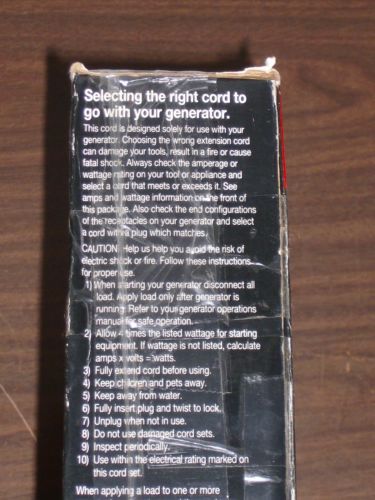 Selecting the right cord to
go with your generator.
This cord is designed solely for use with your
generator. Choosing the wrong extension cord
can damage your tools, result in a fire or cause
fatal shock. Always check the amperage or
wattage rating on your tool or appliance and
select a cord that meets or exceeds it. See
amps and wattage information on the front of
this package. Also check the end configurations
of the receptacles on your generator and select
a cord with a plug which matches.
CAUTION: Help us help you avoid the risk of
electric shock or fire. Follow these instructions
for proper use.
1) When starting your generator disconnect all
load. Apply load only after generator is
running. Refer to your generator operations
manual for safe operation.
2) Allow 4 times the listed wattage for starting
equipment. If wattage is not listed, calculate
amps x volts = watts.
3) Fully extend cord before using.
4) Keep children and pets away.
5) Keep away from water.
6) Fully insert plug and twist to lock.
7) Unplug when not in use.
8) Do not use damaged cord sets.
9) Inspect periodically.
10) Use within the electrical rating marked on
this cord set.
When applying a load to one or more